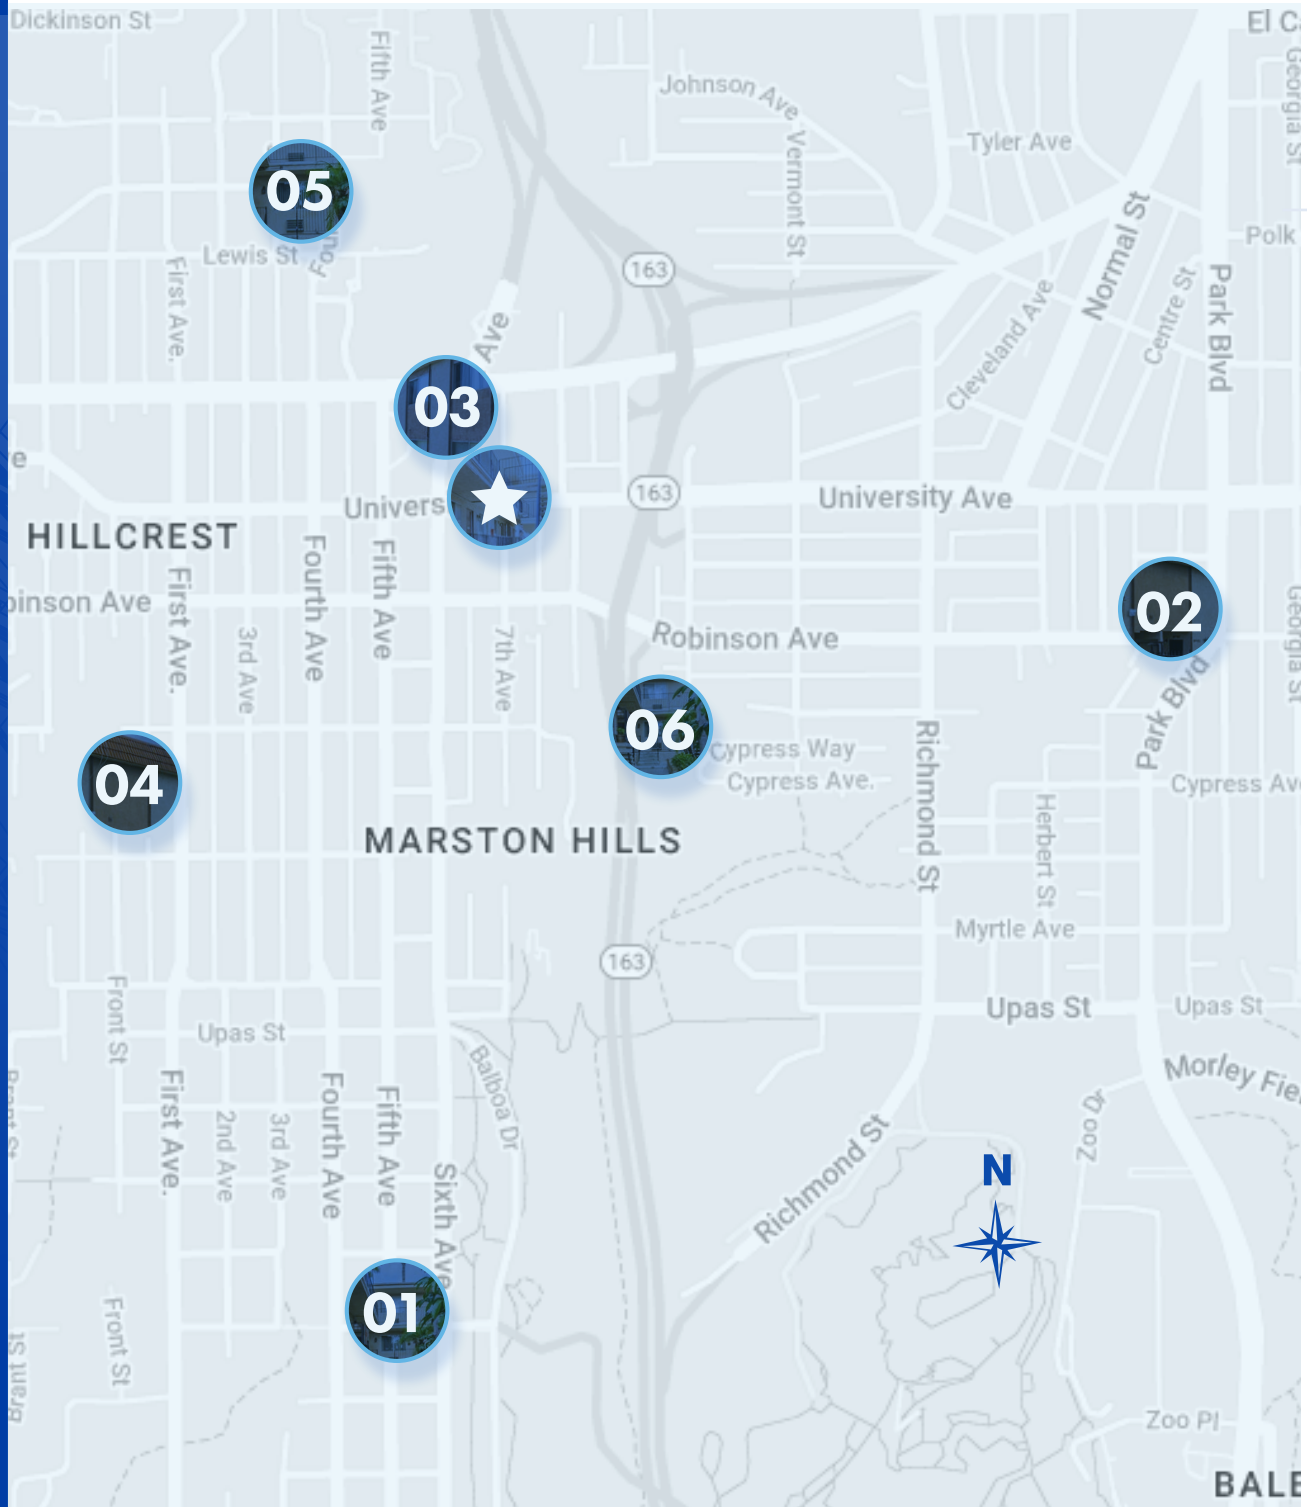 Dickinson St
Fifth Ave
Johnson Ave
El C
Georgia St
Tyler Ave
Vermont St
05
Normal St
Polk
Lewis St
163
First Ave.
Ave
Cleveland Ave
Centre St
Park Blvd
03
e
Univers
163
University Ave
HILLCREST
First Ave.
Fourth Ave
Fifth Ave
binson Ave
3rd Ave
7th Ave
Robinson Ave
02
Georgia St
06
Park Blvd
04
Cypress Way
Cypress Ave.
Richmond St
Cypress Av
Herbert St
MARSTON HILLS
Myrtle Ave
163
Front St
Upas St
Upas St
Upas St
Balboa Dr
First Ave.
2nd Ave
3rd Ave
Fourth Ave
Fifth Ave
Sixth Ave
Morley Fie
Zoo Dr
Richmond St
N
01
Front St
Brant St
Zoo Pl
BALB